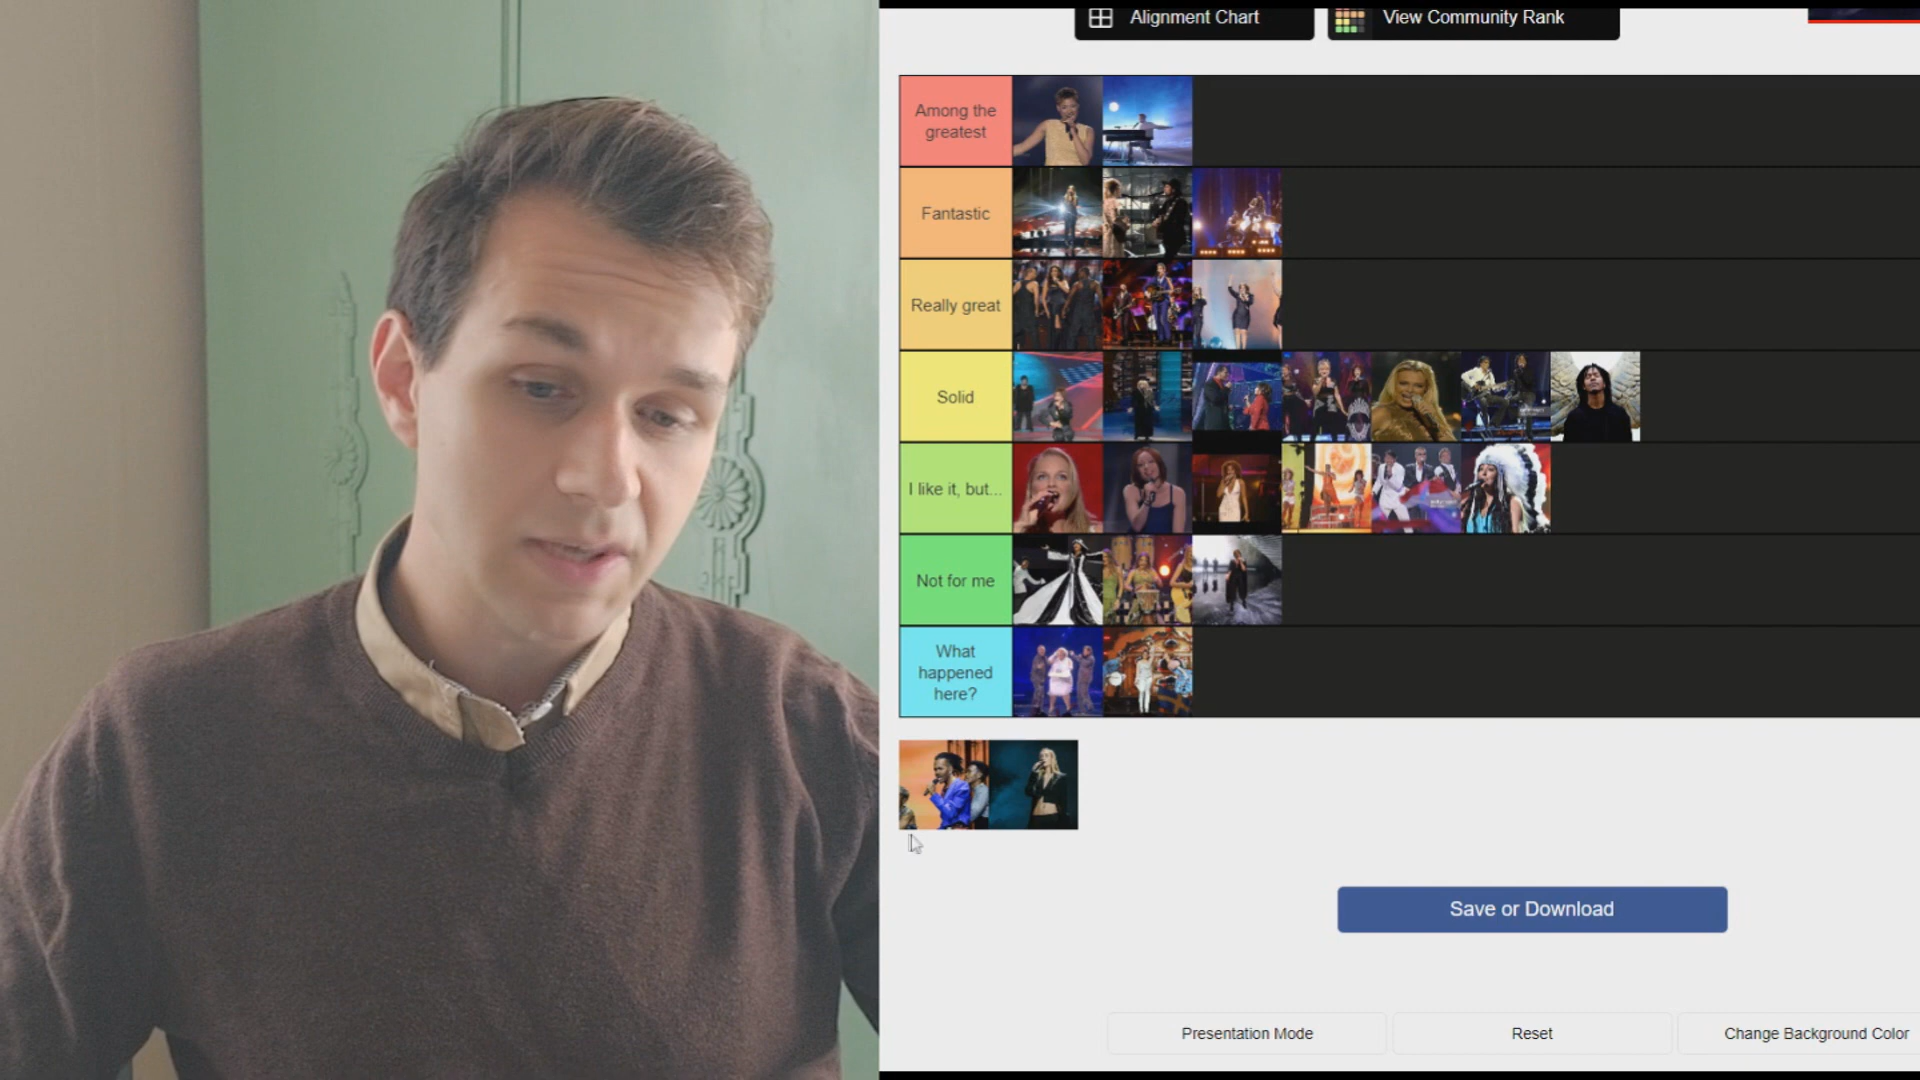 Alignment Chart
View Community Rank
Among the
greatest
Fantastic
Really great
Solid
I like it, but...
Not for me
What
happened
here?
Save or Download
Presentation Mode
Reset
Change Background Color